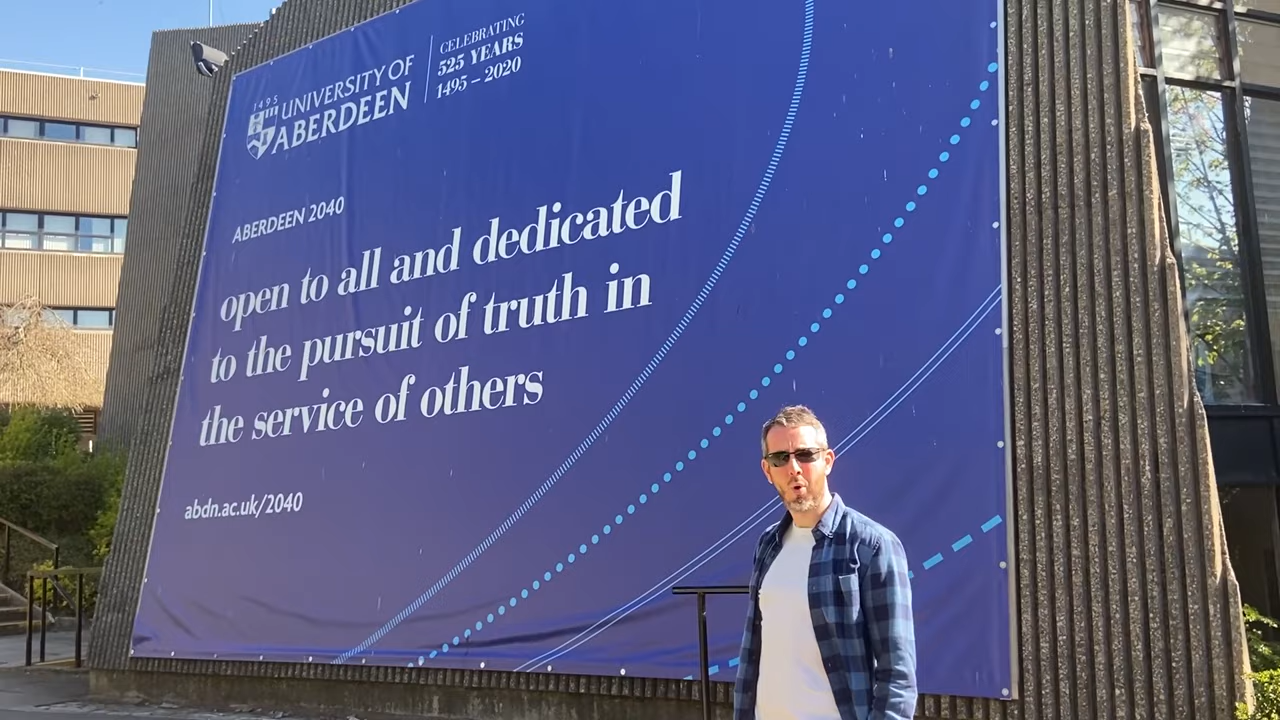 1495
UNIVERSITY OF
ABERDEEN
CELEBRATING
525 YEARS
1495 – 2020
ABERDEEN 2040
open to all and dedicated
to the pursuit of truth in
the service of others
abdn.ac.uk/2040